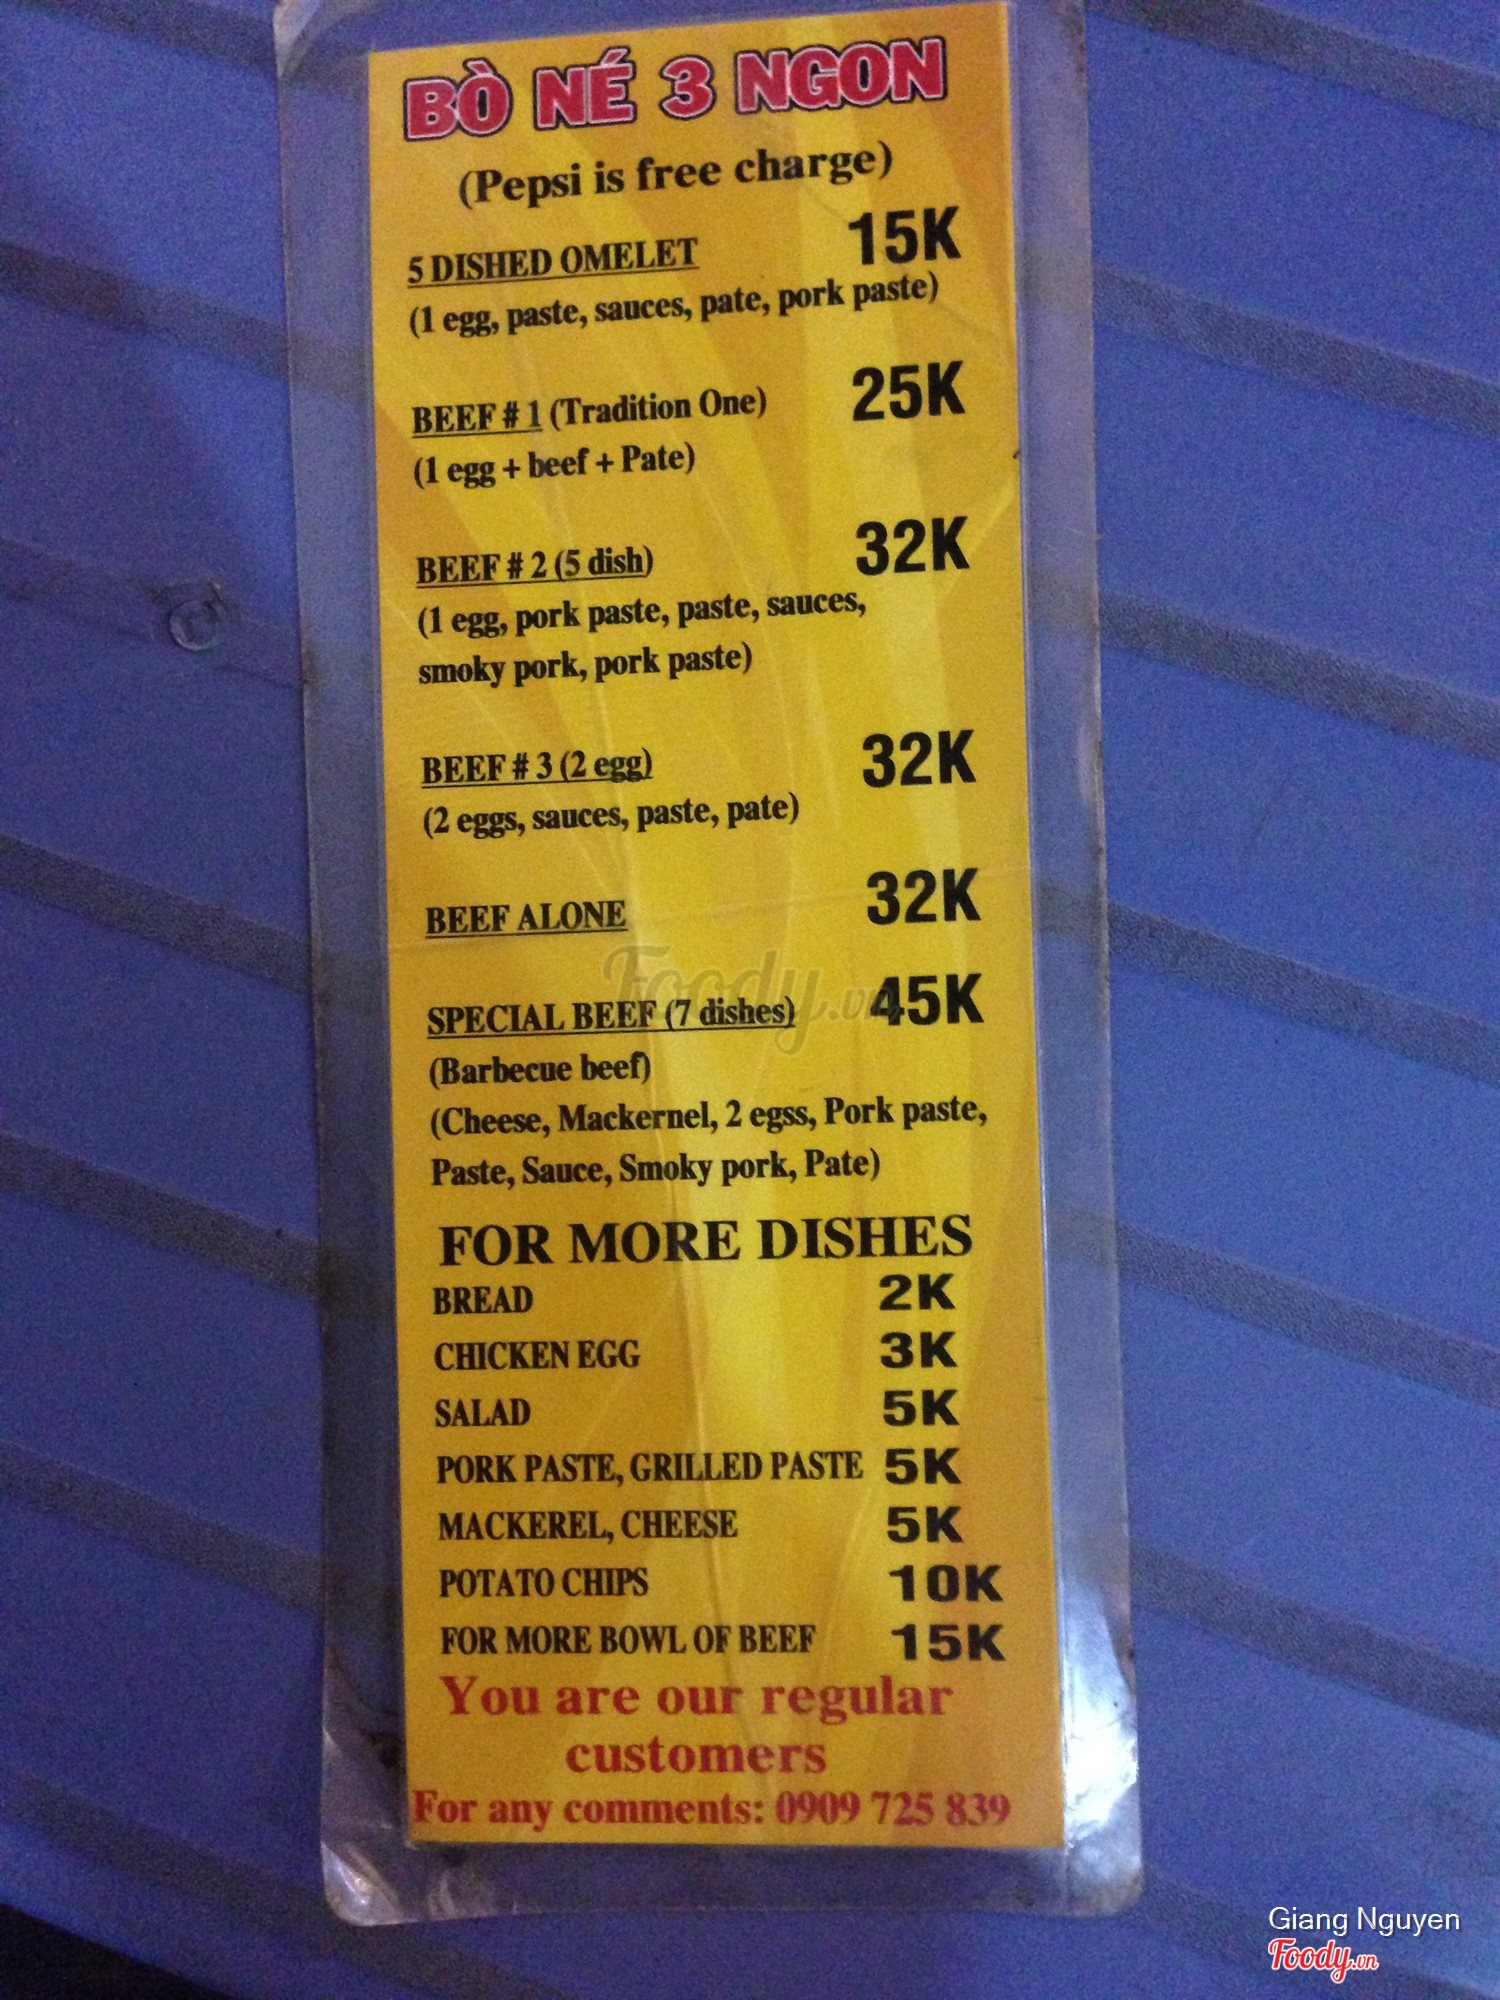 BÒ NÉ 3 NGON
(Pepsi is free charge)
5 DISHED OMELET 15K
(1 egg, paste, sauces, pate, pork paste)
BEEF # 1 (Tradition One) 25K
(1 egg + beef + Pate)
BEEF # 2 (5 dish) 32K
(1 egg, pork paste, paste, sauces,
smoky pork, pork paste)
BEEF # 3 (2 egg) 32K
(2 eggs, sauces, paste, pate)
BEEF ALONE 32K
Foody.vn
SPECIAL BEEF (7 dishes) 45K
(Barbecue beef)
(Cheese, Mackernel, 2 egss, Pork paste,
Paste, Sauce, Smoky pork, Pate)
FOR MORE DISHES
BREAD 2K
CHICKEN EGG 3K
SALAD 5K
PORK PASTE, GRILLED PASTE 5K
MACKEREL, CHEESE 5K
POTATO CHIPS 10K
FOR MORE BOWL OF BEEF 15K
You are our regular
customers
For any comments: 0909 725 839
Giang Nguyen
Foody.vn